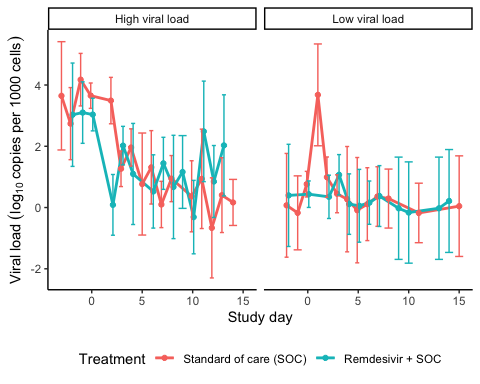 High viral load
Low viral load
Viral load (log10 copies per 1000 cells)
4
2
0
-2
0
5
10
15
0
5
10
15
Study day
Treatment
Standard of care (SOC)
Remdesivir + SOC